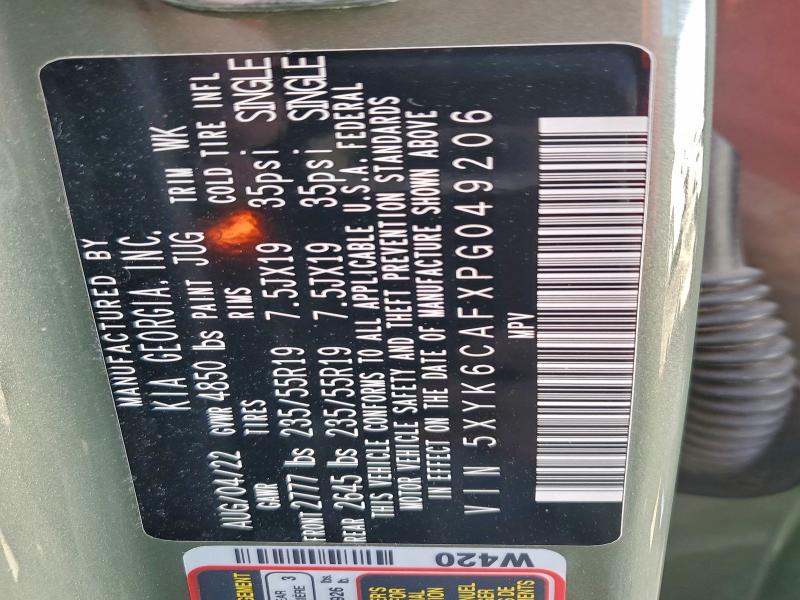 MANUFACTURED BY
KIA GEORGIA, INC.
AUG/04/22 GVWR 4850 lbs PAINT JUG TRIM WK
GAWR TIRES RIMS COLD TIRE INFL
FRONT 2777 lbs 235/55R19 7.5JX19 35psi SINGLE
REAR 2645 lbs 235/55R19 7.5JX19 35psi SINGLE
THIS VEHICLE CONFORMS TO ALL APPLICABLE U.S.A. FEDERAL
MOTOR VEHICLE SAFETY AND THEFT PREVENTION STANDARDS
IN EFFECT ON THE DATE OF MANUFACTURE SHOWN ABOVE
VIN 5XYK6CAFXPG049206
MPV
W420
3